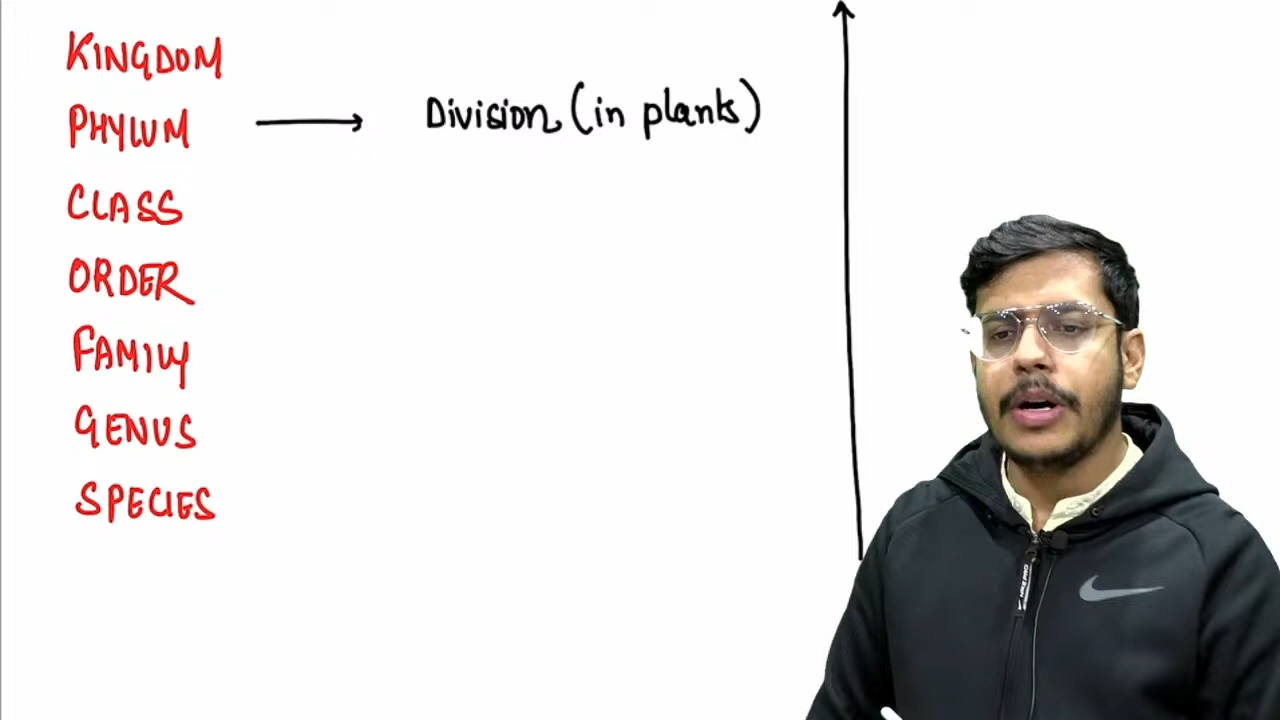 KINGDOM
PHYLUM → Division (in plants)
CLASS
ORDER
FAMILY
GENUS
SPECIES